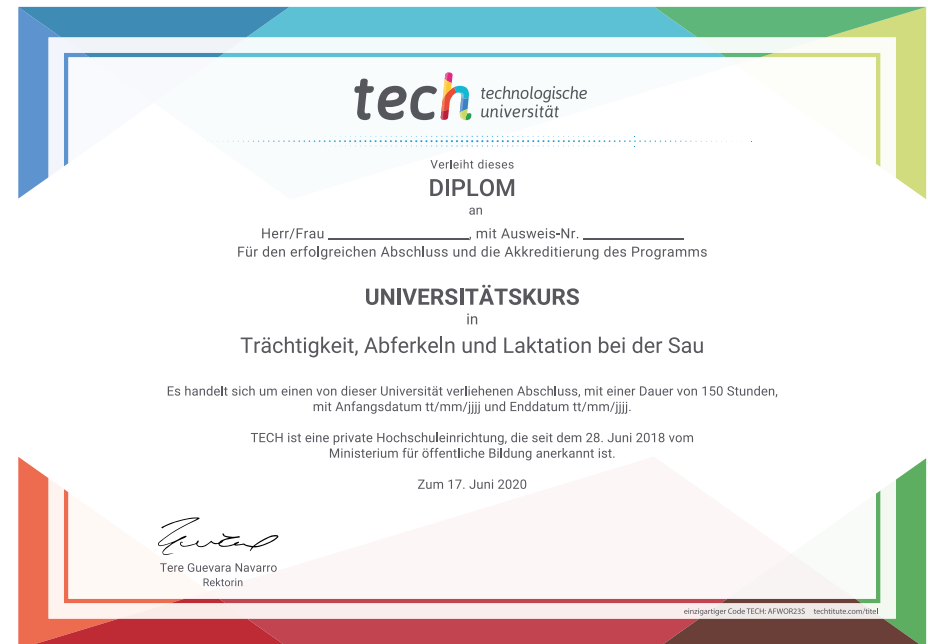 tech technologische
universität
Verleiht dieses
DIPLOM
an
Herr/Frau ____________, mit Ausweis-Nr. ____________
Für den erfolgreichen Abschluss und die Akkreditierung des Programms
UNIVERSITÄTSKURS
in
Trächtigkeit, Abferkeln und Laktation bei der Sau
Es handelt sich um einen von dieser Universität verliehenen Abschluss, mit einer Dauer von 150 Stunden,
mit Anfangsdatum tt/mm/jjjj und Enddatum tt/mm/jjjj.
TECH ist eine private Hochschuleinrichtung, die seit dem 28. Juni 2018 vom
Ministerium für öffentliche Bildung anerkannt ist.
Zum 17. Juni 2020
Tere Guevara Navarro
Rektorin
einzigartiger Code TECH: AFWOR23S techtitute.com/titel